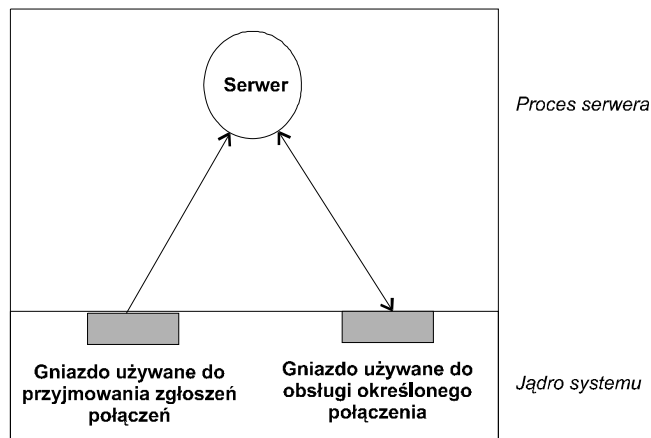 Serwer
Proces serwera
Gniazdo używane do
przyjmowania zgłoszeń
połączeń
Gniazdo używane do
obsługi określonego
połączenia
Jądro systemu